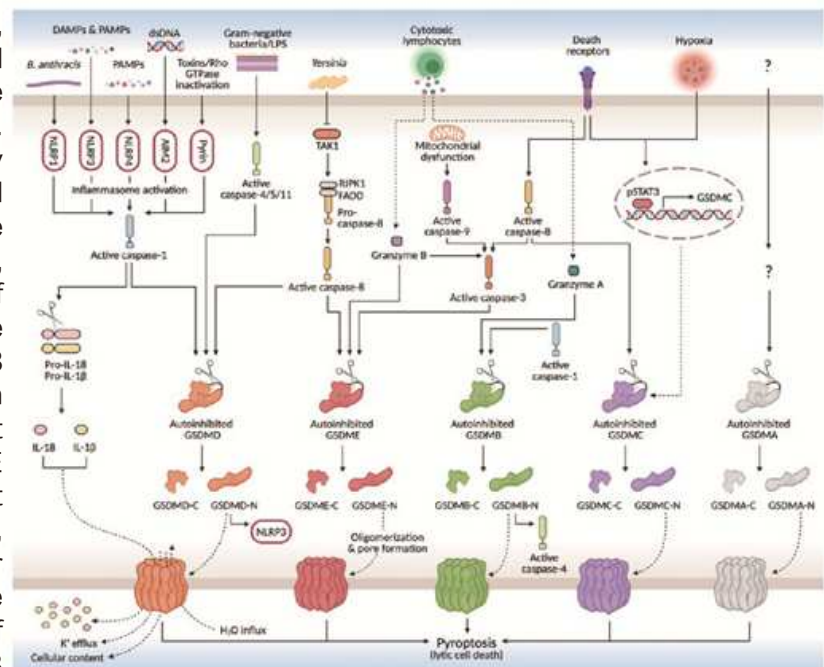 DAMPs & PAMPs
dsDNA
Gram-negative
bacteria/LPS
Yersinia
Cytotoxic
lymphocytes
Death
receptors
Hypoxia
?
B. anthracis
PAMPs
Toxins/Rho
GTPase
inactivation
NLRP1
NLRP3
NLRP4
AIM2
Pyrin
TAK1
Mitochondrial
dysfunction
Inflammasome activation
Active
caspase-4/5/11
RIPK1
FADD
Pro-
caspase-8
Active
caspase-9
Active
caspase-8
pSTAT3
GSDMC
Active caspase-1
Granzyme B
Active caspase-3
Granzyme A
?
Active caspase-8
Active
caspase-1
Pro-IL-18
Pro-IL-1β
IL-18
IL-1β
Autoinhibited
GSDMD
Autoinhibited
GSDME
Autoinhibited
GSDMB
Autoinhibited
GSDMC
Autoinhibited
GSDMA
GSDMD-C
GSDMD-N
GSDME-C
GSDME-N
GSDMB-C
GSDMB-N
GSDMC-C
GSDMC-N
GSDMA-C
GSDMA-N
NLRP3
Oligomerization
& pore formation
Active
caspase-4
H₂O influx
K⁺ efflux
Cellular content
Pyroptosis
(lytic cell death)